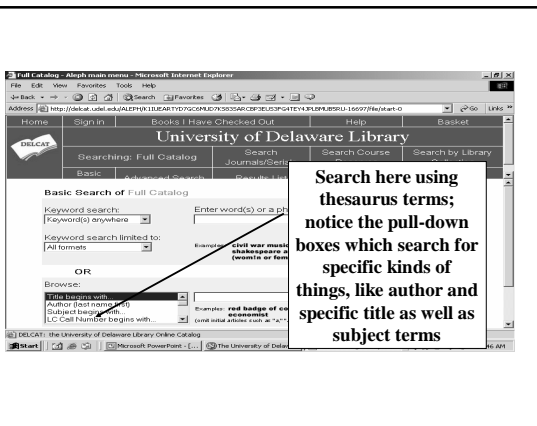 Full Catalog - Aleph main menu - Microsoft Internet Explorer
File Edit View Favorites Tools Help
Back Search Favorites
Address http://delcat.udel.edu/ALEPH/ Go Links
Home Sign in Books I Have Checked Out Help Basket
DELCAT University of Delaware Library
Searching: Full Catalog Search Journals/ Search Course Search by Library
Basic Advanced Search Results List
Basic Search of Full Catalog
Keyword search: Enter word(s) or a
Keyword(s) anywhere
Keyword search limited to:
All formats
Examples: civil war music
shakespeare a
(wom!n or fem
OR
Browse:
Title begins with...
Author (last name first)
Subject begins with...
LC Call Number begins with...
Examples: red badge of co
economist
(omit initial articles such as "a,"
Search here using
thesaurus terms;
notice the pull-down
boxes which search for
specific kinds of
things, like author and
specific title as well as
subject terms
DELCAT: the University of Delaware Library Online Catalog
Start Microsoft PowerPoint - [... The University of Delaw 46 AM